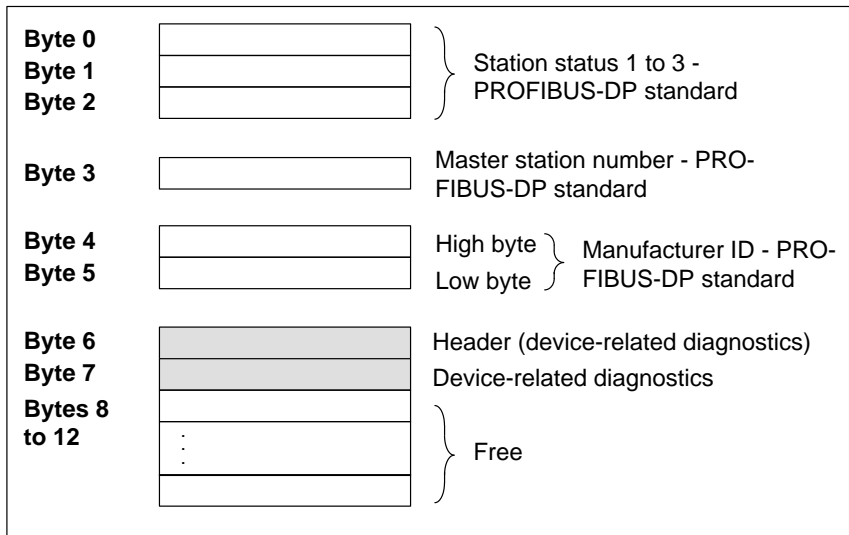 Byte 0
Byte 1
Byte 2
Station status 1 to 3 -
PROFIBUS-DP standard
Byte 3
Master station number - PRO-
FIBUS-DP standard
Byte 4
High byte
Byte 5
Low byte
Manufacturer ID - PRO-
FIBUS-DP standard
Byte 6
Header (device-related diagnostics)
Byte 7
Device-related diagnostics
Bytes 8
to 12
Free